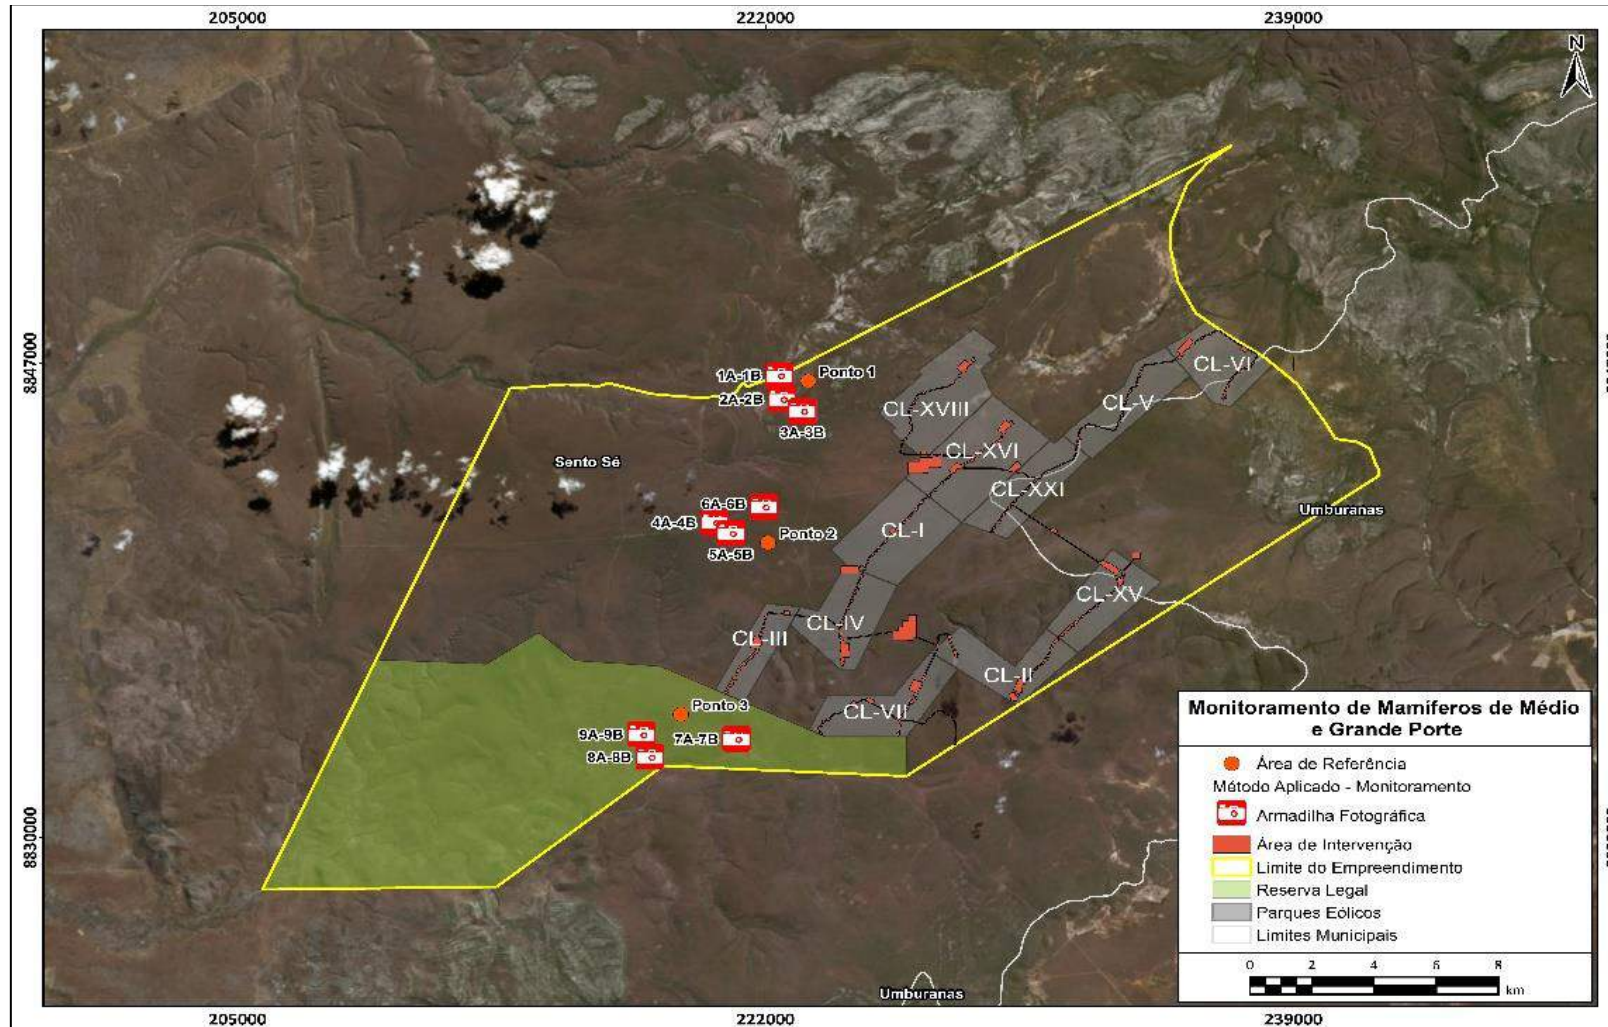 205000 222000 239000
N
8847000
Ponto 1
1A-1B
2A-2B
3A-3B
CL-VI
CL-V
CL-XVIII
CL-XVI
Sento Sé
CL-XXI
6A-6B
4A-4B
5A-5B
Ponto 2
CL-I
Umburanas
CL-XV
CL-IV
CL-III
CL-II
CL-VII
Ponto 3
9A-9B
7A-7B
8A-8B
8830000
Monitoramento de Mamíferos de Médio
e Grande Porte
Área de Referência
Método Aplicado - Monitoramento
Armadilha Fotográfica
Área de Intervenção
Limite do Empreendimento
Reserva Legal
Parques Eólicos
Limites Municipais
0 2 4 6 8
km
Umburanas
205000 222000 239000